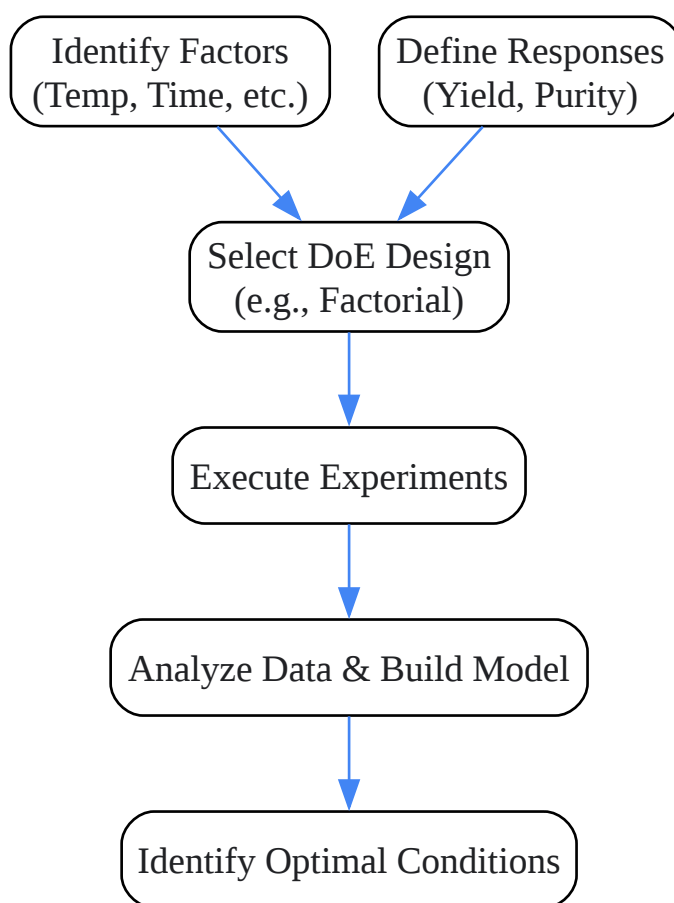 Identify Factors
(Temp, Time, etc.)
Define Responses
(Yield, Purity)
Select DoE Design
(e.g., Factorial)
Execute Experiments
Analyze Data & Build Model
Identify Optimal Conditions